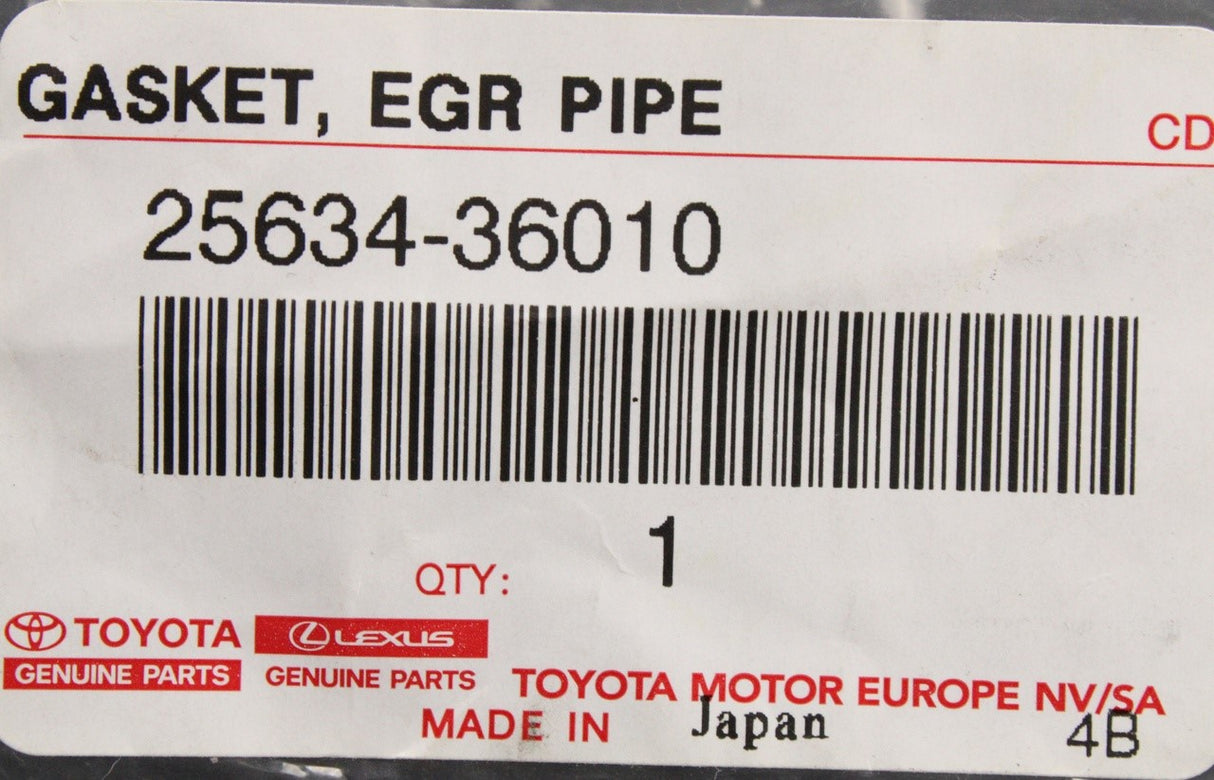 GASKET, EGR PIPE
CD
25634-36010
1
QTY:
TOYOTA
GENUINE PARTS
LEXUS
GENUINE PARTS
TOYOTA MOTOR EUROPE NV/SA
MADE IN Japan
4B